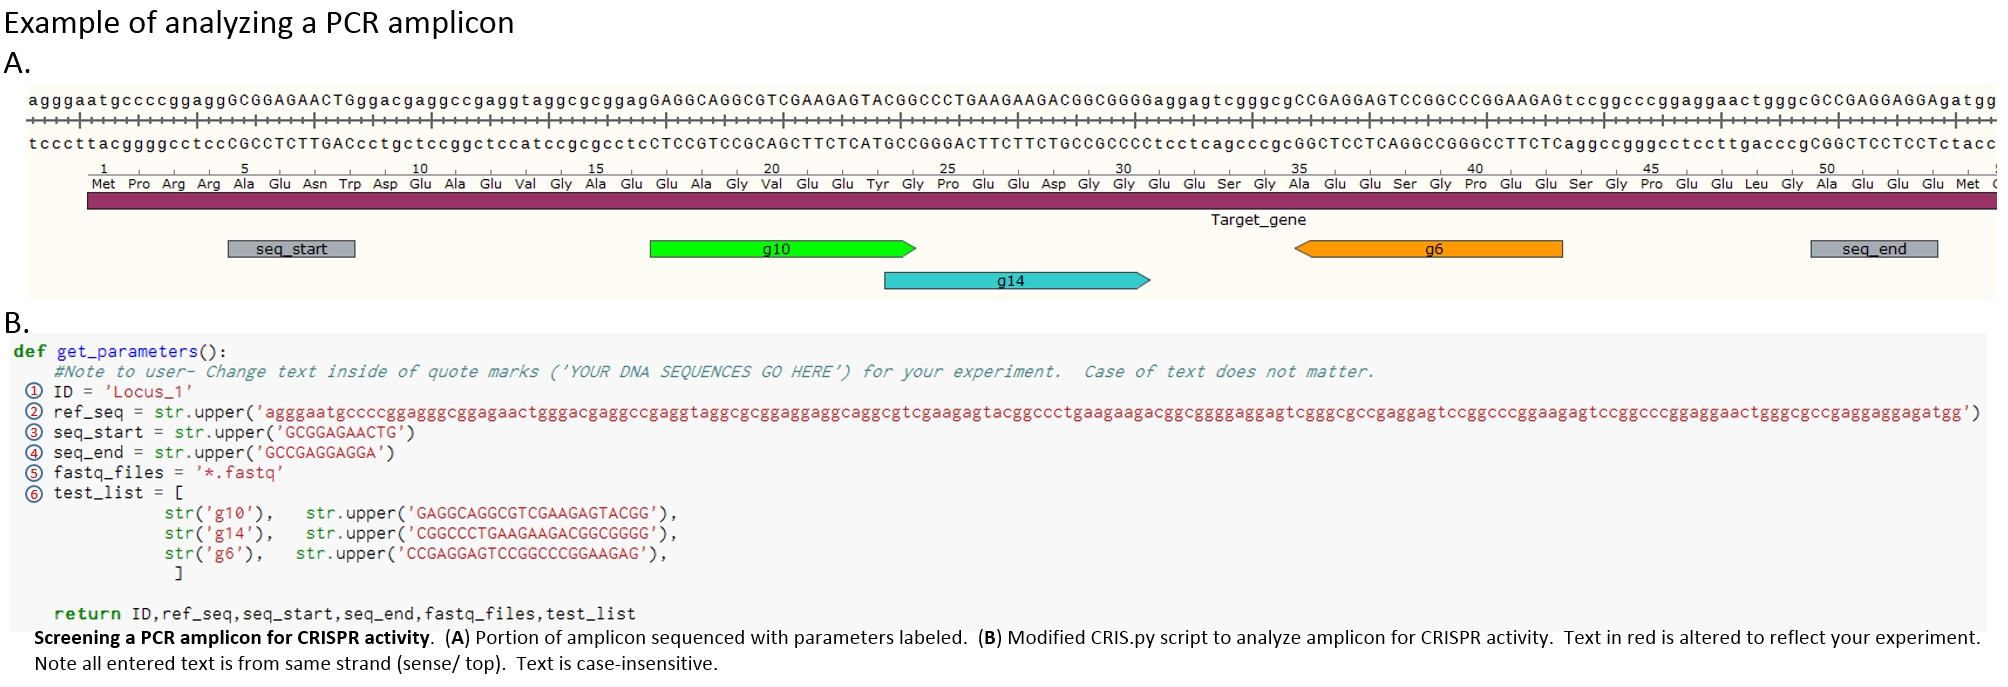 Example of analyzing a PCR amplicon
A.
agggaatgccccggaggGCGGAGAACTGggacgaggccgaggtaggcgcggagGAGGCAGGCGTCGAAGAGTACGGCCCTGAAGAAGACGGCGGGGaggagtcgggcgCCGAGGAGTCCGGCCCGGAAGAGtccggcccggaggaactgggcGCCGAGGAGGAgatgg
tcccttacggggcctccCGCCTCTTGACcctgctccggctccatccgcgcctcCTCCGTCCGCAGCTTCTCATGCCGGGACTTCTTCTGCCGCCCCtcctcagcccgcGGCTCCTCAGGCCGGGCCTTCTCaggccgggcctccttgacccgCGGCTCCTCCTctacc
1 5 10 15 20 25 30 35 40 45 50
Met Pro Arg Arg Ala Glu Asn Trp Asp Glu Ala Glu Val Gly Ala Glu Glu Ala Gly Val Glu Glu Tyr Gly Pro Glu Glu Asp Gly Gly Glu Glu Ser Gly Ala Glu Glu Ser Gly Pro Glu Glu Ser Gly Pro Glu Glu Leu Gly Ala Glu Glu Glu Met
Target_gene
seq_start g10 g6 seq_end
g14
B.
def get_parameters():
#Note to user- Change text inside of quote marks ('YOUR DNA SEQUENCES GO HERE') for your experiment.  Case of text does not matter.
① ID = 'Locus_1'
② ref_seq = str.upper('agggaatgccccggagggcggagaactgggacgaggccgaggtaggcgcggaggaggcaggcgtcgaagagtacggccctgaagaagacggcggggaggagtcgggcgccgaggagtccggcccggaagagtccggcccggaggaactgggcgccgaggaggagatgg')
③ seq_start = str.upper('GCGGAGAACTG')
④ seq_end = str.upper('GCCGAGGAGGA')
⑤ fastq_files = '*.fastq'
⑥ test_list = [
str('g10'),   str.upper('GAGGCAGGCGTCGAAGAGTACGG'),
str('g14'),   str.upper('CGGCCCTGAAGAAGACGGCGGGG'),
str('g6'),   str.upper('CCGAGGAGTCCGGCCCGGAAGAG'),
]
return ID,ref_seq,seq_start,seq_end,fastq_files,test_list
Screening a PCR amplicon for CRISPR activity.  (A) Portion of amplicon sequenced with parameters labeled.  (B) Modified CRIS.py script to analyze amplicon for CRISPR activity.  Text in red is altered to reflect your experiment.
Note all entered text is from same strand (sense/ top).  Text is case-insensitive.